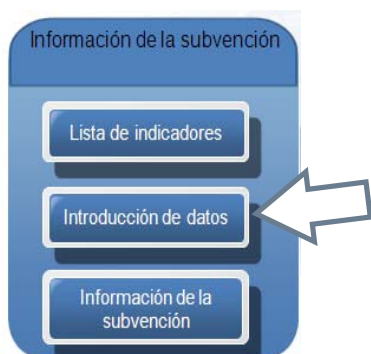 Información de la subvención
Lista de indicadores
Introducción de datos
Información de la
subvención